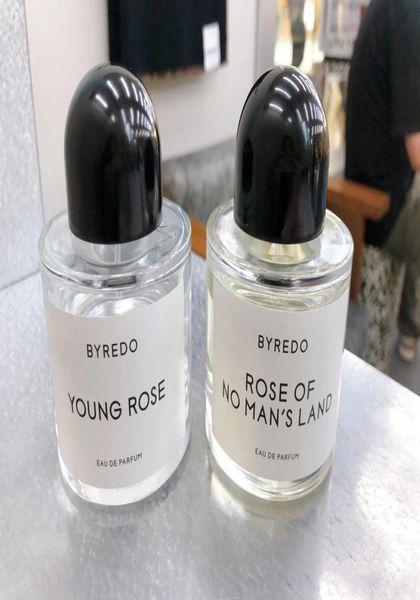 BYREDO
YOUNG ROSE
EAU DE PARFUM
BYREDO
ROSE OF
NO MAN'S LAND
EAU DE PARFUM